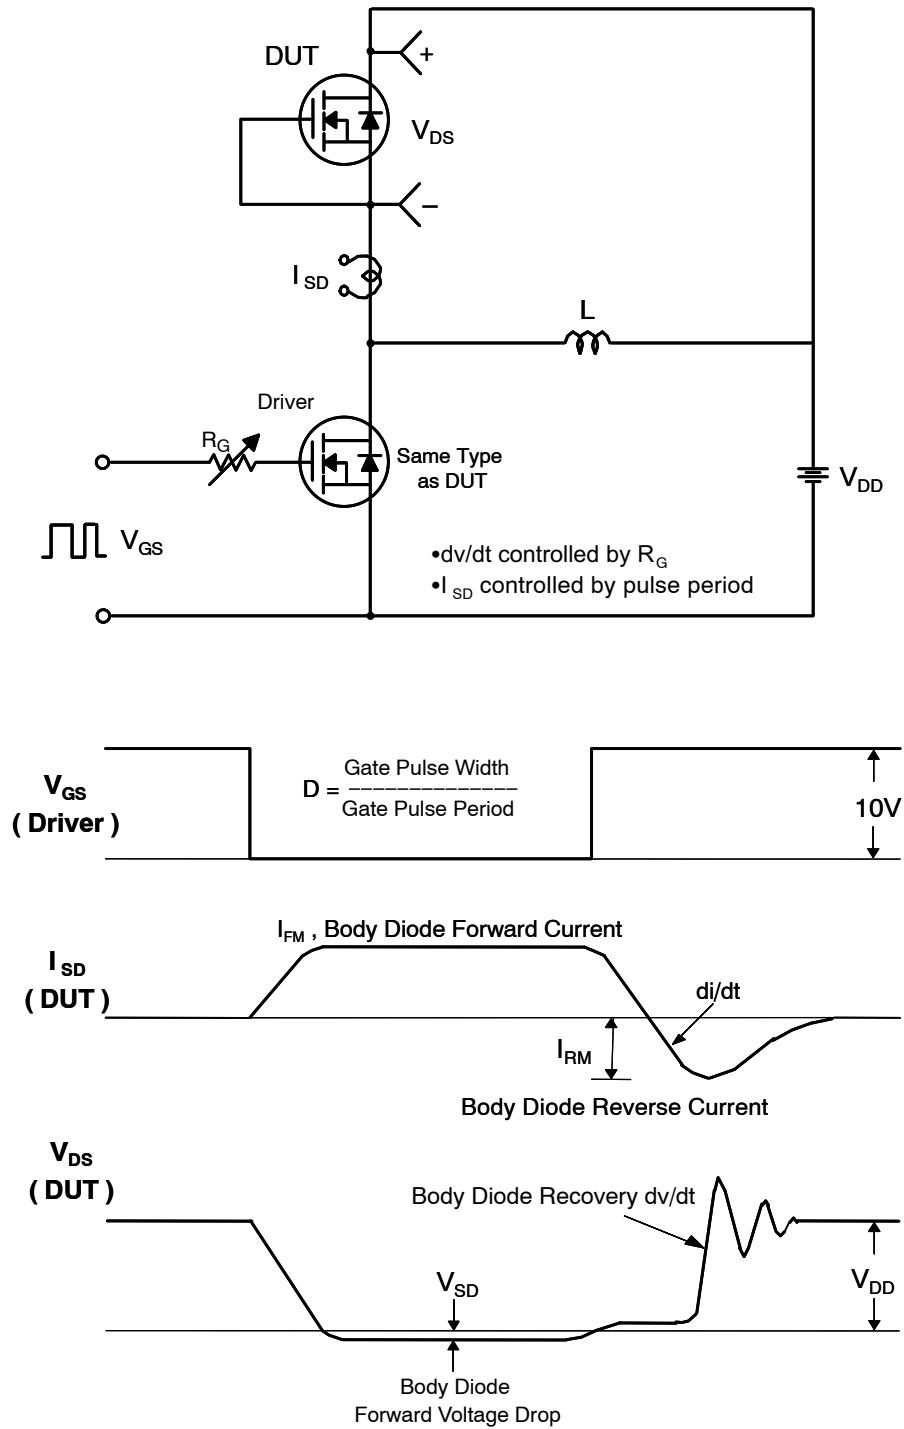 DUT
+
V_DS
−
I_SD
L
Driver
R_G
Same Type
as DUT
V_DD
V_GS
•dv/dt controlled by R_G
•I_SD controlled by pulse period
V_GS
( Driver )
Gate Pulse Width
D = −−−−−−−−−−−−−−
Gate Pulse Period
10V
I_FM , Body Diode Forward Current
I_SD
( DUT )
di/dt
I_RM
Body Diode Reverse Current
V_DS
( DUT )
Body Diode Recovery dv/dt
V_SD
V_DD
Body Diode
Forward Voltage Drop